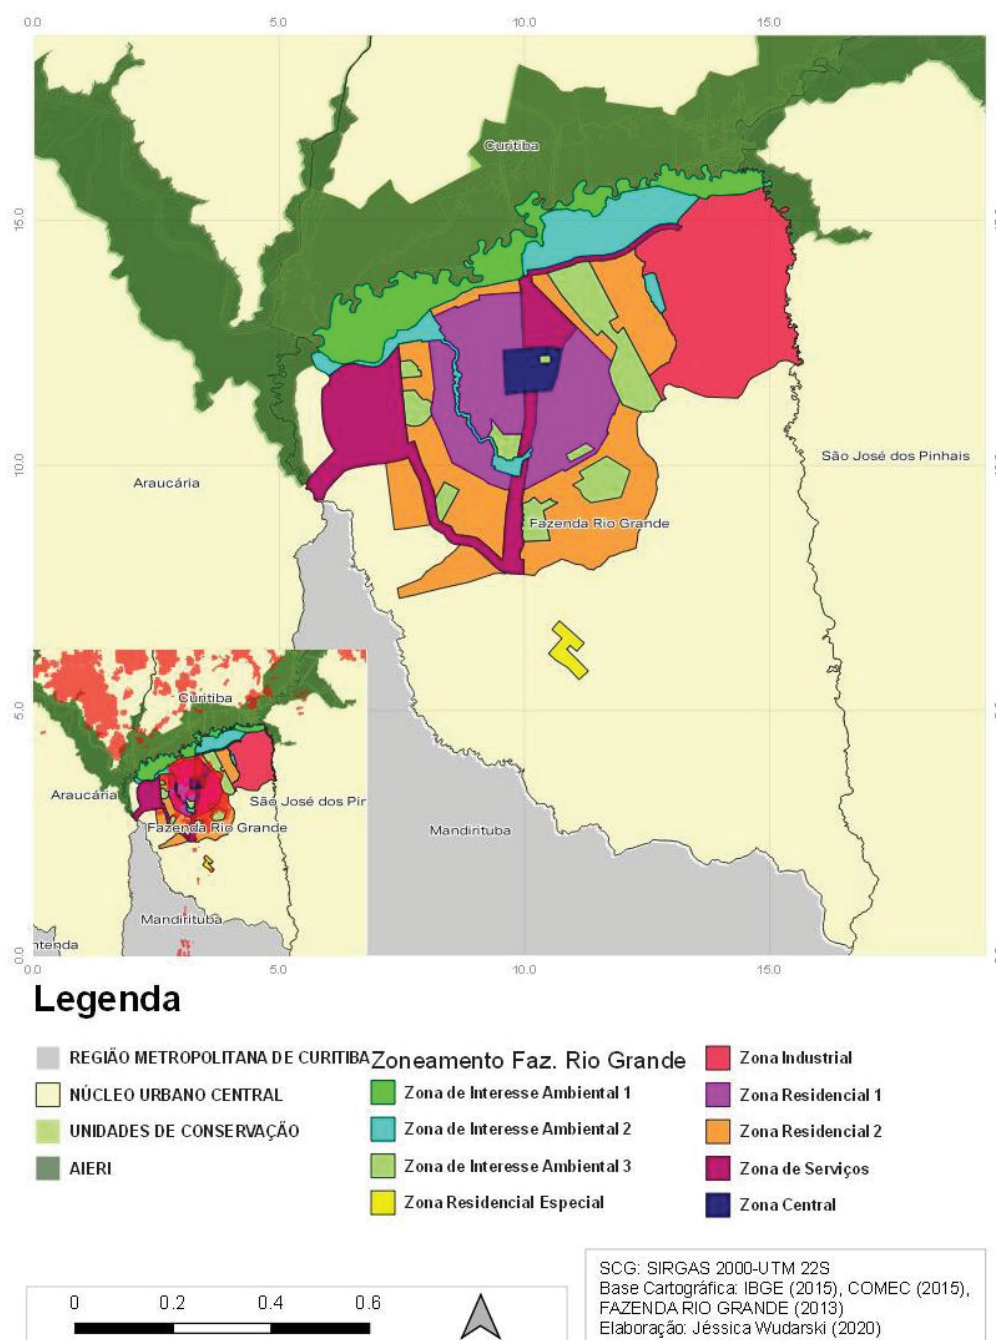 0.0
5.0
10.0
15.0
Curitiba
15.0
10.0
São José dos Pinhais
Araucária
Fazenda Rio Grande
5.0
Curitiba
Araucária
São José dos Pin
Fazenda Rio Grande
Mandirituba
Mandirituba
ntenda
0.0
0.0
5.0
10.0
15.0
Legenda
REGIÃO METROPOLITANA DE CURITIBA
NÚCLEO URBANO CENTRAL
UNIDADES DE CONSERVAÇÃO
AIERI
Zoneamento Faz. Rio Grande
Zona de Interesse Ambiental 1
Zona de Interesse Ambiental 2
Zona de Interesse Ambiental 3
Zona Residencial Especial
Zona Industrial
Zona Residencial 1
Zona Residencial 2
Zona de Serviços
Zona Central
0 0.2 0.4 0.6
SCG: SIRGAS 2000-UTM 22S
Base Cartográfica: IBGE (2015), COMEC (2015),
FAZENDA RIO GRANDE (2013)
Elaboração: Jéssica Wudarski (2020)